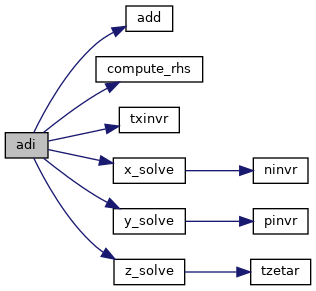 add
compute_rhs
txinvr
adi
x_solve
ninvr
y_solve
pinvr
z_solve
tzetar